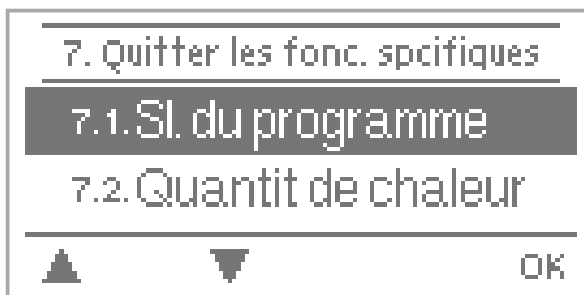 7. Quitter les fonc. spcifiques
7.1.Sl. du programme
7.2.Quantit de chaleur
OK